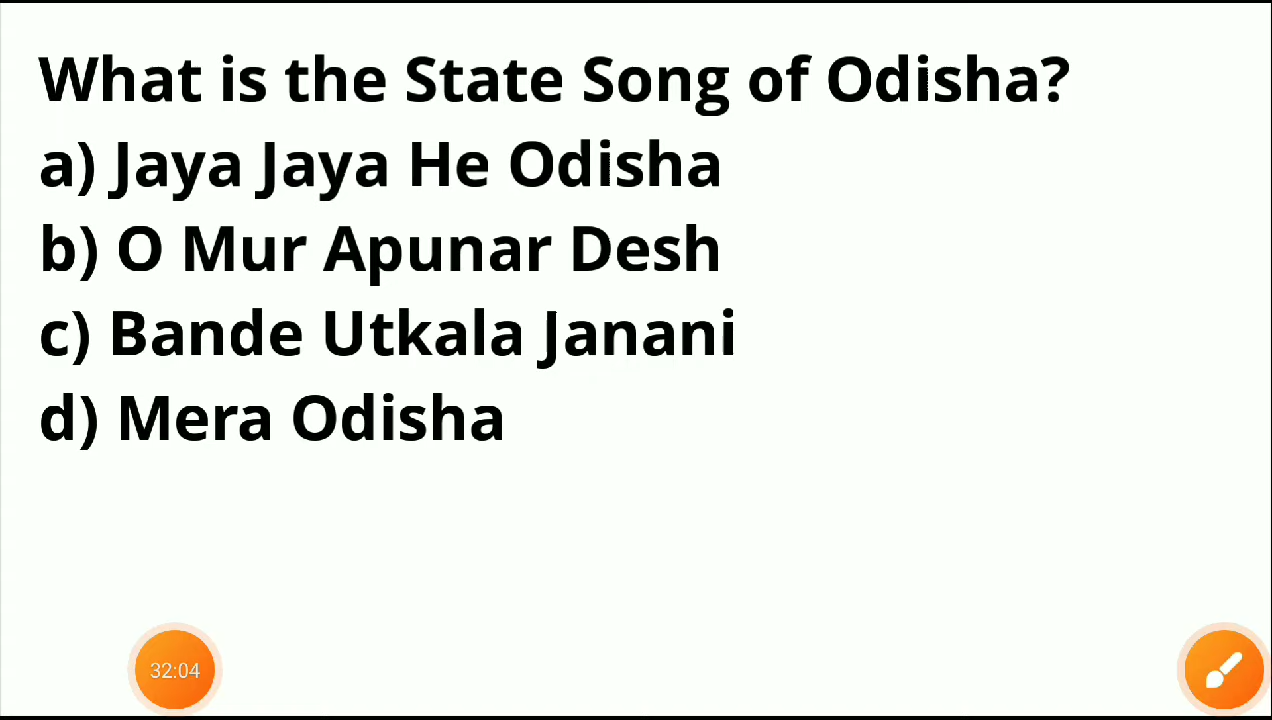 What is the State Song of Odisha?
a) Jaya Jaya He Odisha
b) O Mur Apunar Desh
c) Bande Utkala Janani
d) Mera Odisha
32:04